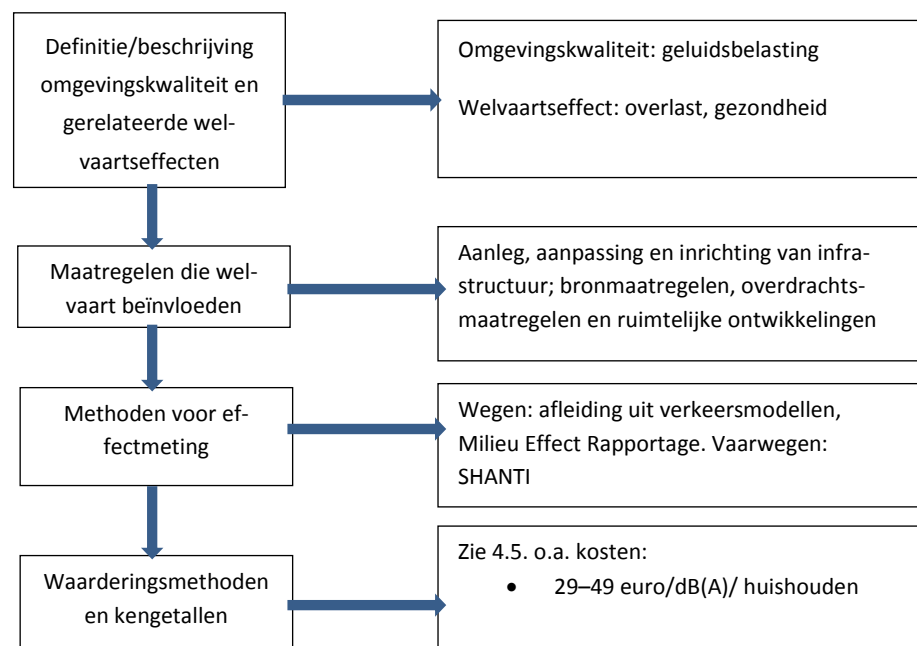 Definitie/beschrijving
omgevingskwaliteit en
gerelateerde wel-
vaartseffecten
Omgevingskwaliteit: geluidsbelasting
Welvaartseffect: overlast, gezondheid
Maatregelen die wel-
vaart beïnvloeden
Aanleg, aanpassing en inrichting van infra-
structuur; bronmaatregelen, overdrachts-
maatregelen en ruimtelijke ontwikkelingen
Methoden voor ef-
fectmeting
Wegen: afleiding uit verkeersmodellen,
Milieu Effect Rapportage. Vaarwegen:
SHANTI
Waarderingsmethoden
en kengetallen
Zie 4.5. o.a. kosten:
• 29–49 euro/dB(A)/ huishouden